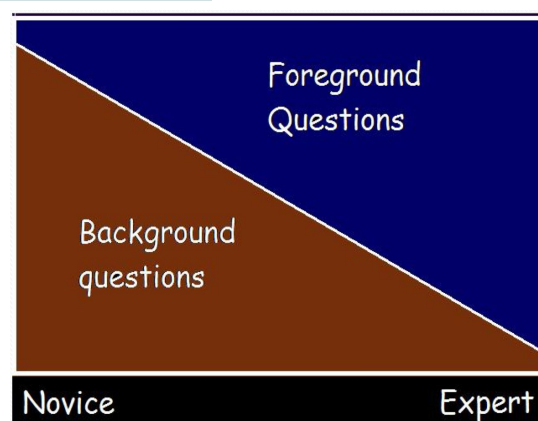 Foreground
Questions
Background
questions
Novice
Expert